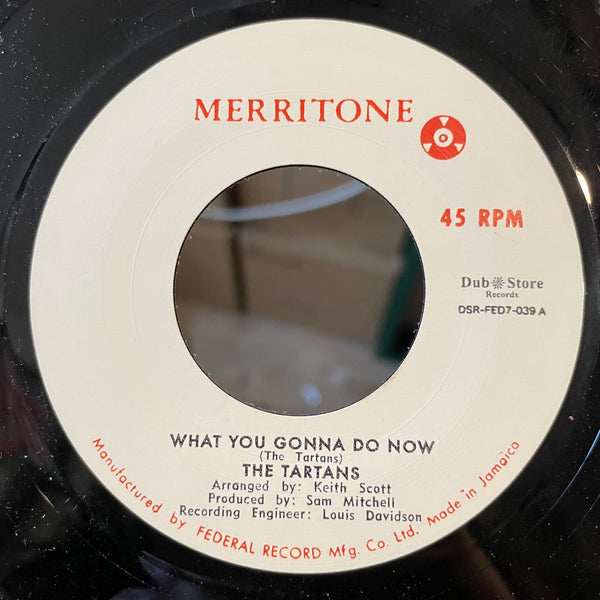 MERRITONE
45 RPM
Dub Store
Records
DSR-FED7-039 A
WHAT YOU GONNA DO NOW
(The Tartans)
THE TARTANS
Arranged by: Keith Scott
Produced by: Sam Mitchell
Recording Engineer: Louis Davidson
Manufactured by FEDERAL RECORD Mfg. Co. Ltd. Made in Jamaica